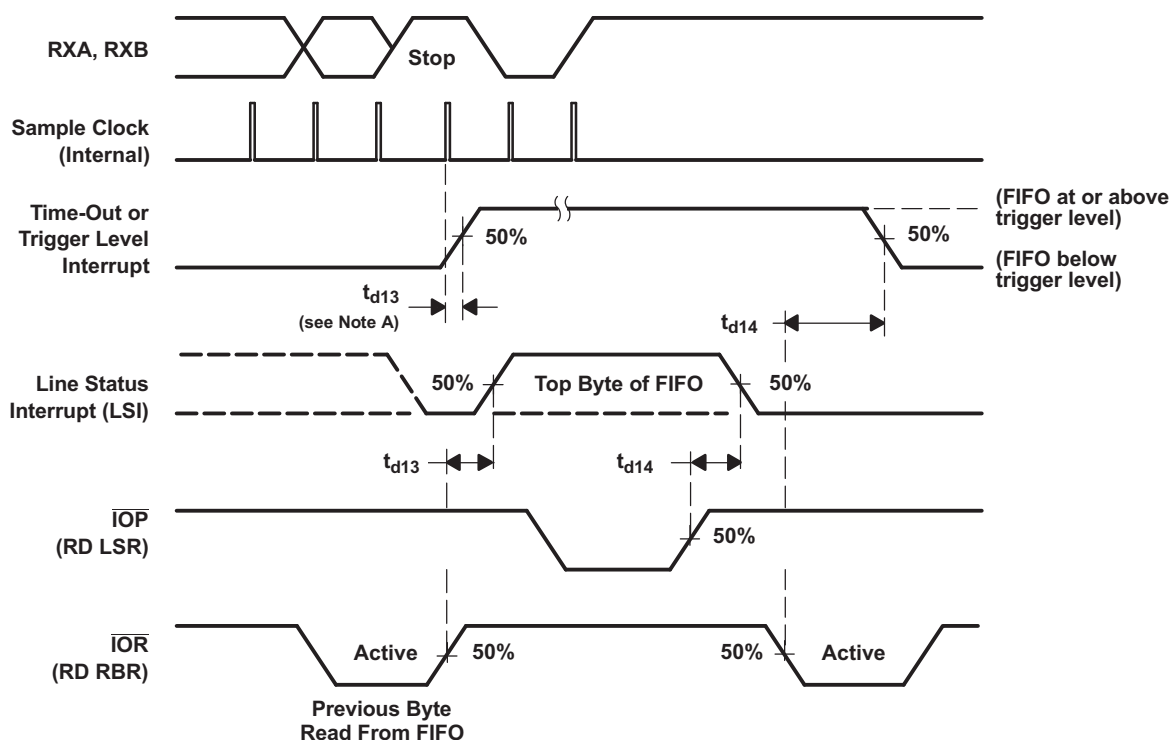 RXA, RXB
Stop
Sample Clock
(Internal)
Time-Out or
Trigger Level
Interrupt
50%
50%
(FIFO at or above
trigger level)
(FIFO below
trigger level)
td13
(see Note A)
td14
Line Status
Interrupt (LSI)
50%
Top Byte of FIFO
50%
td13
td14
IOP
(RD LSR)
50%
IOR
(RD RBR)
Active
50%
50%
Active
Previous Byte
Read From FIFO